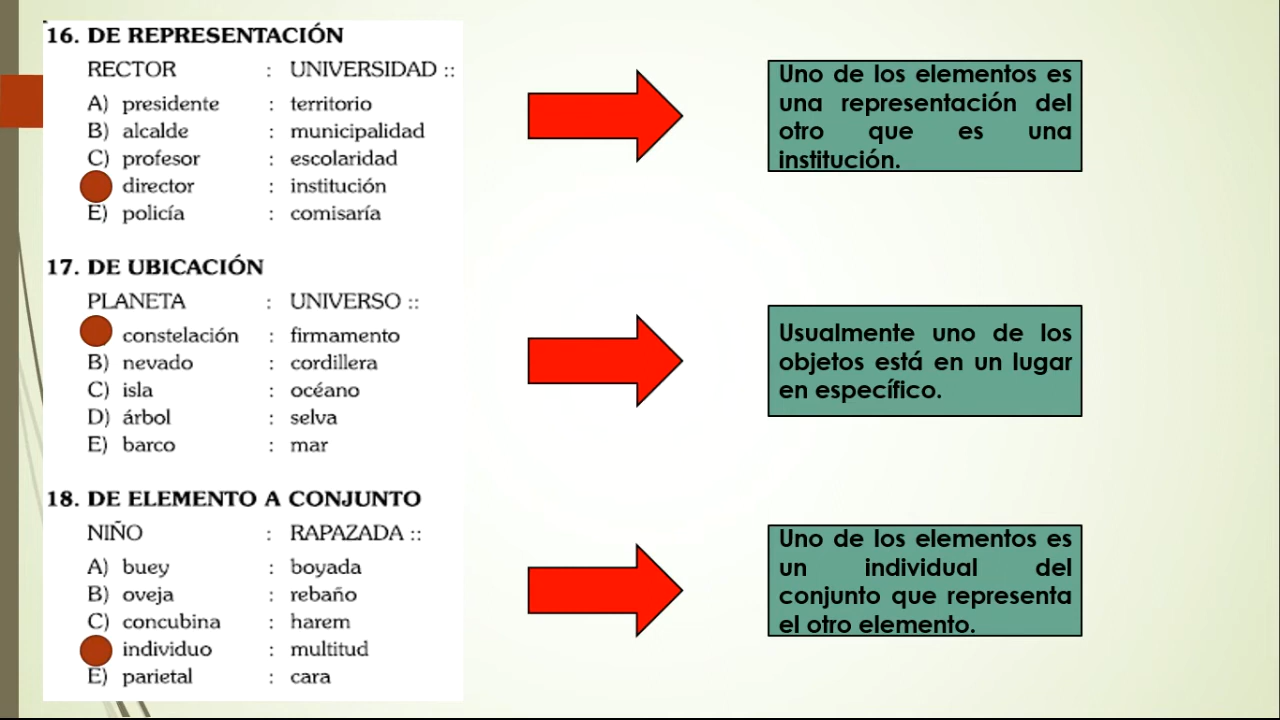 16. DE REPRESENTACIÓN
RECTOR : UNIVERSIDAD ::
A) presidente : territorio
B) alcalde : municipalidad
C) profesor : escolaridad
director : institución
E) policía : comisaría
Uno de los elementos es
una representación del
otro que es una
institución.
17. DE UBICACIÓN
PLANETA : UNIVERSO ::
constelación : firmamento
B) nevado : cordillera
C) isla : océano
D) árbol : selva
E) barco : mar
Usualmente uno de los
objetos está en un lugar
en específico.
18. DE ELEMENTO A CONJUNTO
NIÑO : RAPAZADA ::
A) buey : boyada
B) oveja : rebaño
C) concubina : harem
individuo : multitud
E) parietal : cara
Uno de los elementos es
un individual del
conjunto que representa
el otro elemento.